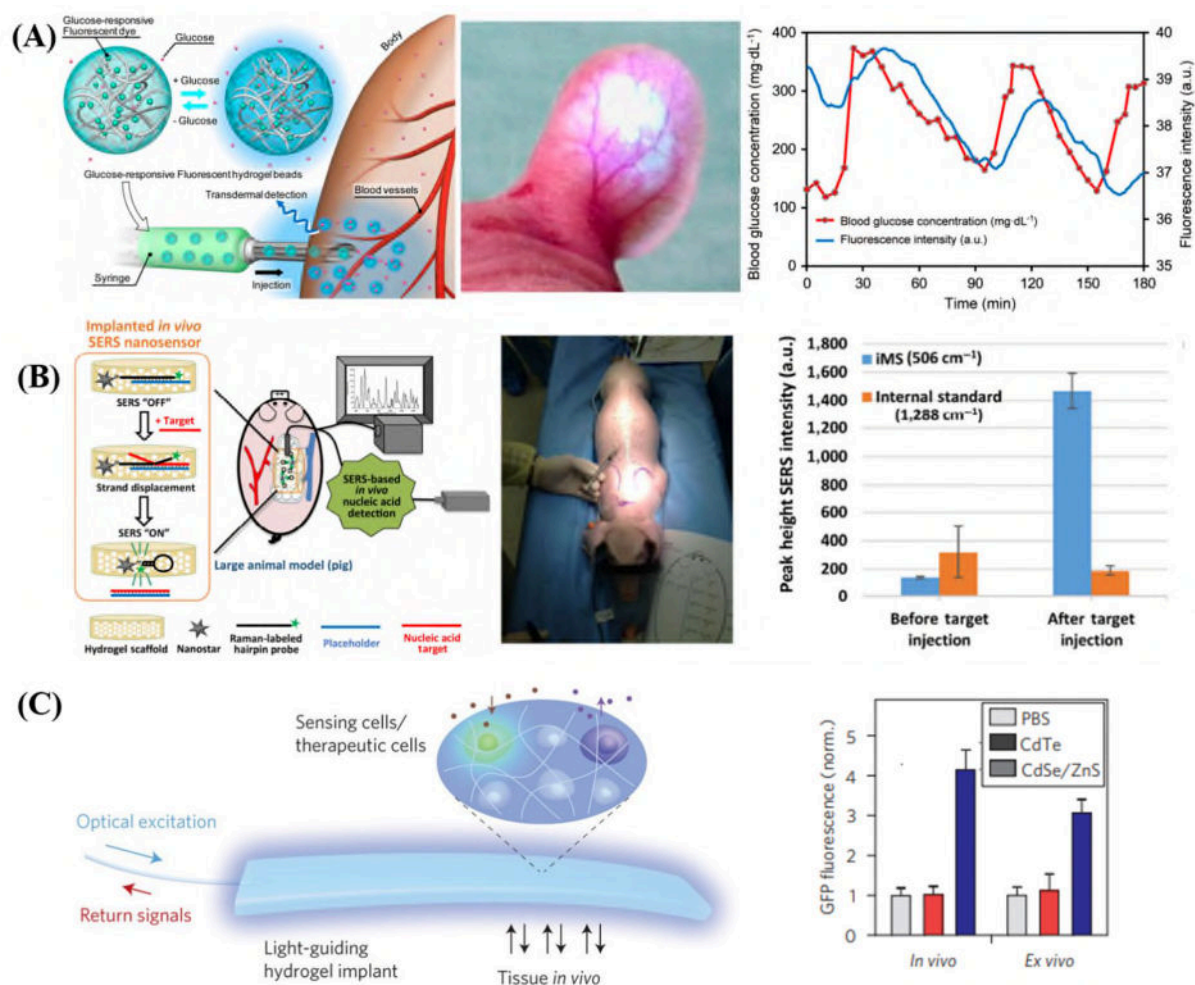 (A)
Glucose-responsive
Fluorescent dye
Glucose
+ Glucose
- Glucose
Glucose-responsive Fluorescent hydrogel beads
Body
Blood vessels
Transdermal detection
Syringe
Injection
Blood glucose concentration (mg·dL⁻¹)
400
300
200
100
0
Blood glucose concentration (mg·dL⁻¹)
Fluorescence intensity (a.u.)
0
30
60
90
120
150
180
Time (min)
40
39
38
37
36
35
Fluorescence intensity (a.u.)
(B)
Implanted in vivo
SERS nanosensor
SERS "OFF"
+ Target
Strand displacement
SERS "ON"
SERS-based
in vivo
nucleic acid
detection
Large animal model (pig)
Hydrogel scaffold
Nanostar
Raman-labeled
hairpin probe
Placeholder
Nucleic acid
target
Peak height SERS intensity (a.u.)
1,800
1,600
1,400
1,200
1,000
800
600
400
200
0
iMS (506 cm⁻¹)
Internal standard
(1,288 cm⁻¹)
Before target
injection
After target
injection
(C)
Sensing cells/
therapeutic cells
Optical excitation
Return signals
Light-guiding
hydrogel implant
Tissue in vivo
GFP fluorescence (norm.)
5
4
3
2
1
0
PBS
CdTe
CdSe/ZnS
In vivo
Ex vivo